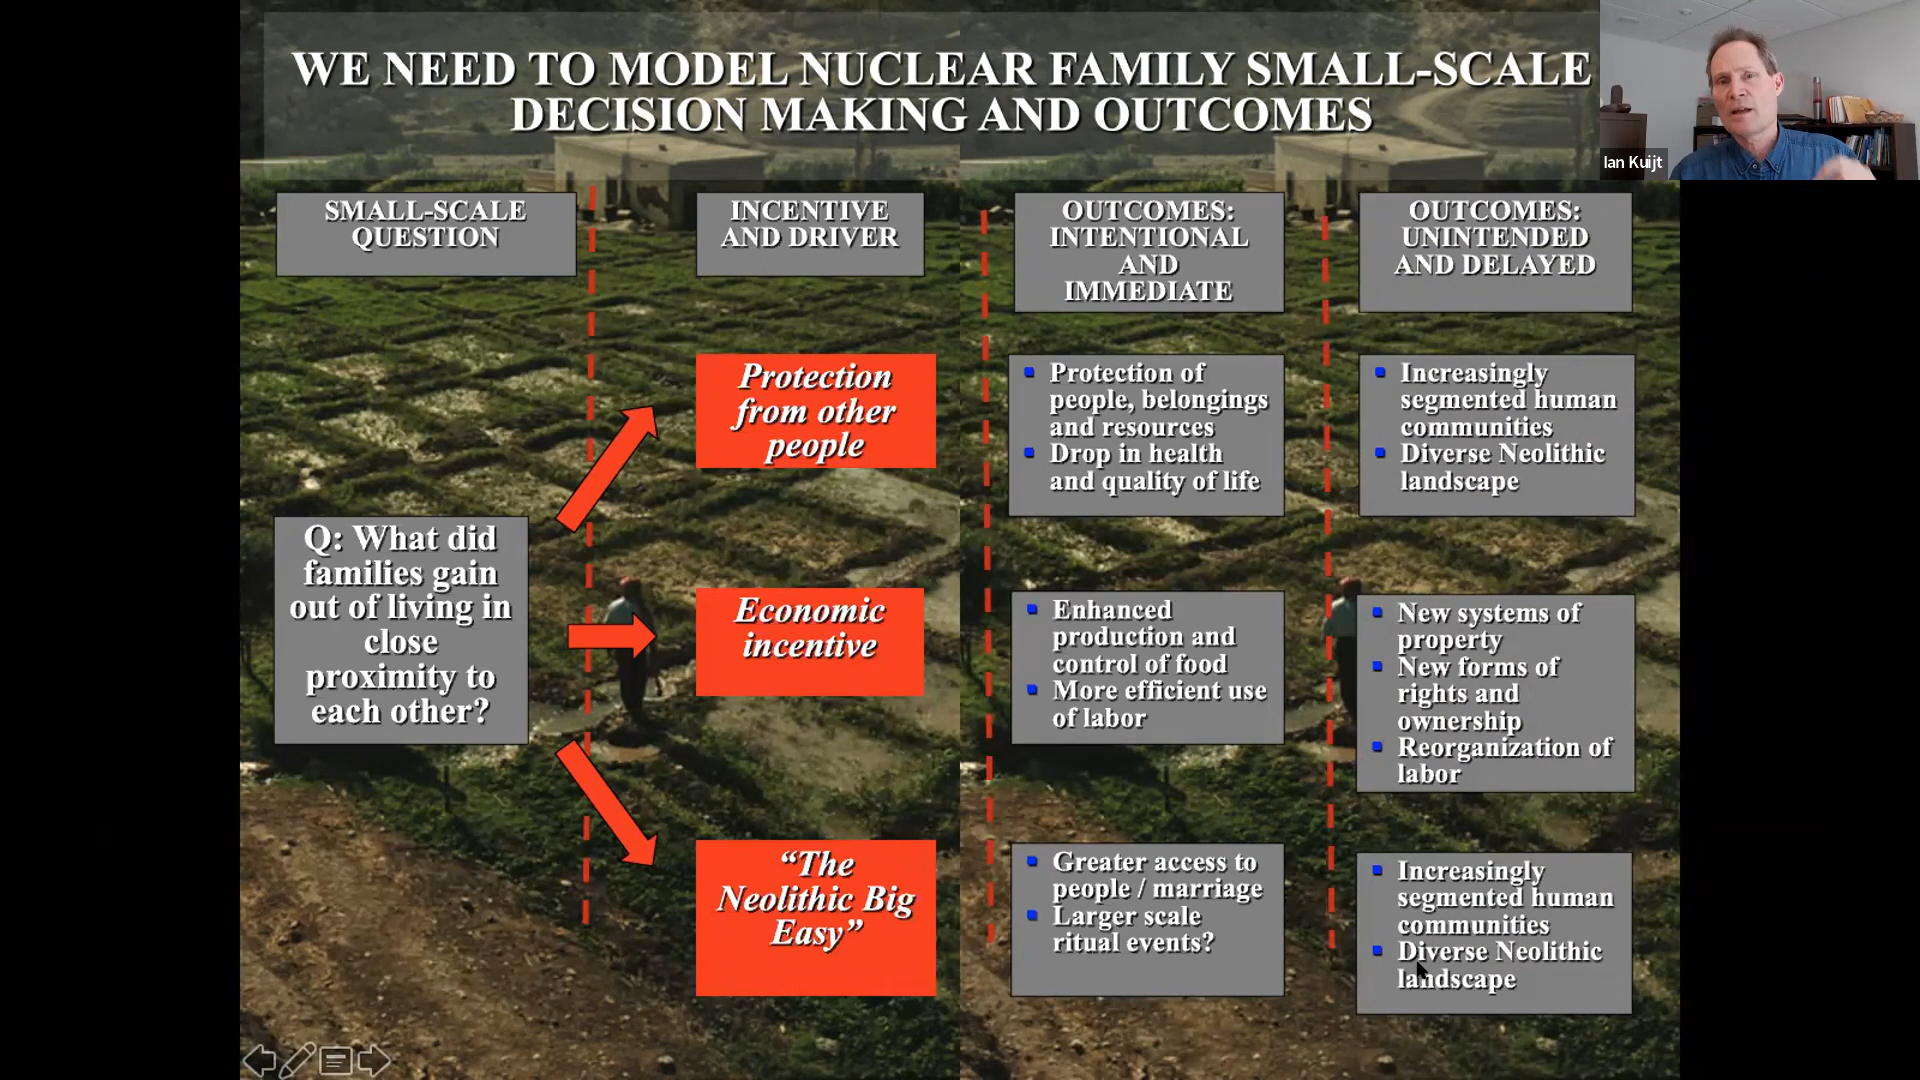 WE NEED TO MODEL NUCLEAR FAMILY SMALL-SCALE
DECISION MAKING AND OUTCOMES
Ian Kuijt
SMALL-SCALE
QUESTION
INCENTIVE
AND DRIVER
OUTCOMES:
INTENTIONAL
AND
IMMEDIATE
OUTCOMES:
UNINTENDED
AND DELAYED
Q: What did
families gain
out of living in
close
proximity to
each other?
Protection
from other
people
Protection of
people, belongings
and resources
Drop in health
and quality of life
Increasingly
segmented human
communities
Diverse Neolithic
landscape
Economic
incentive
Enhanced
production and
control of food
More efficient use
of labor
New systems of
property
New forms of
rights and
ownership
Reorganization of
labor
“The
Neolithic Big
Easy”
Greater access to
people / marriage
Larger scale
ritual events?
Increasingly
segmented human
communities
Diverse Neolithic
landscape